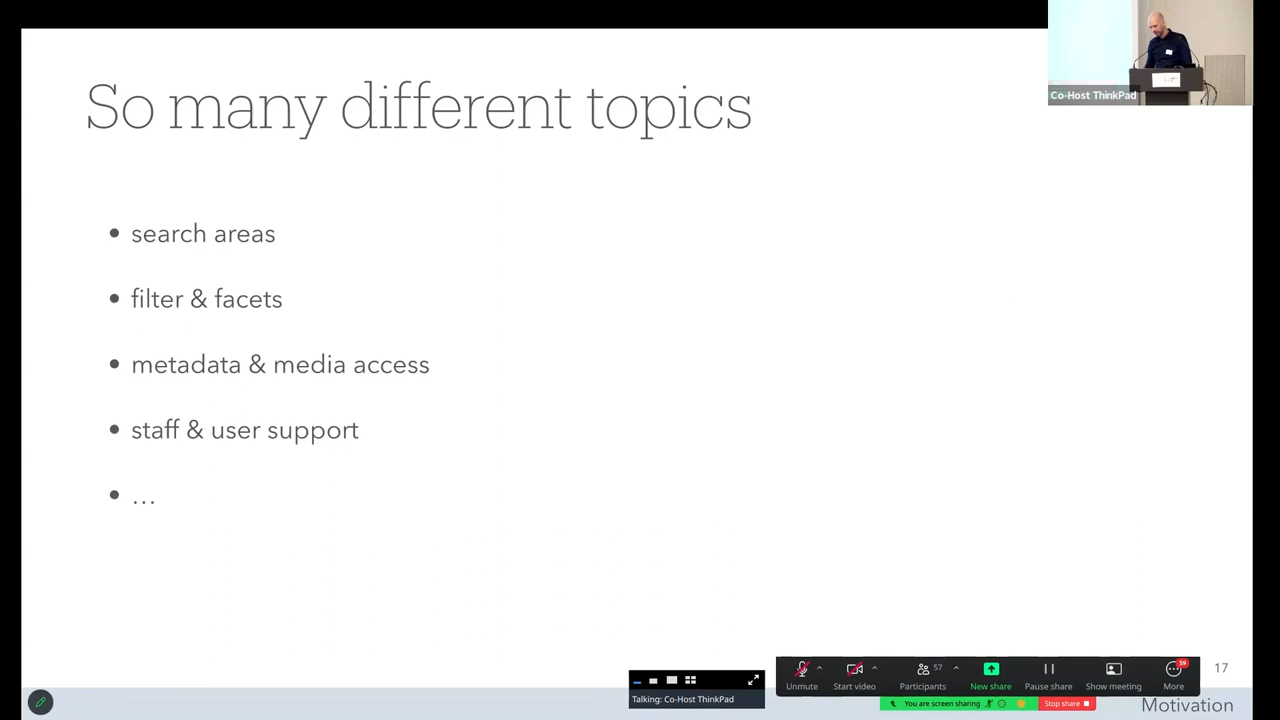 So many different topics
Co-Host ThinkPad
• search areas
• filter & facets
• metadata & media access
• staff & user support
• ...
57
59
Unmute
Start video
Participants
New share
Pause share
Show meeting
More
17
Talking: Co-Host ThinkPad
You are screen sharing
Stop share
Motivation